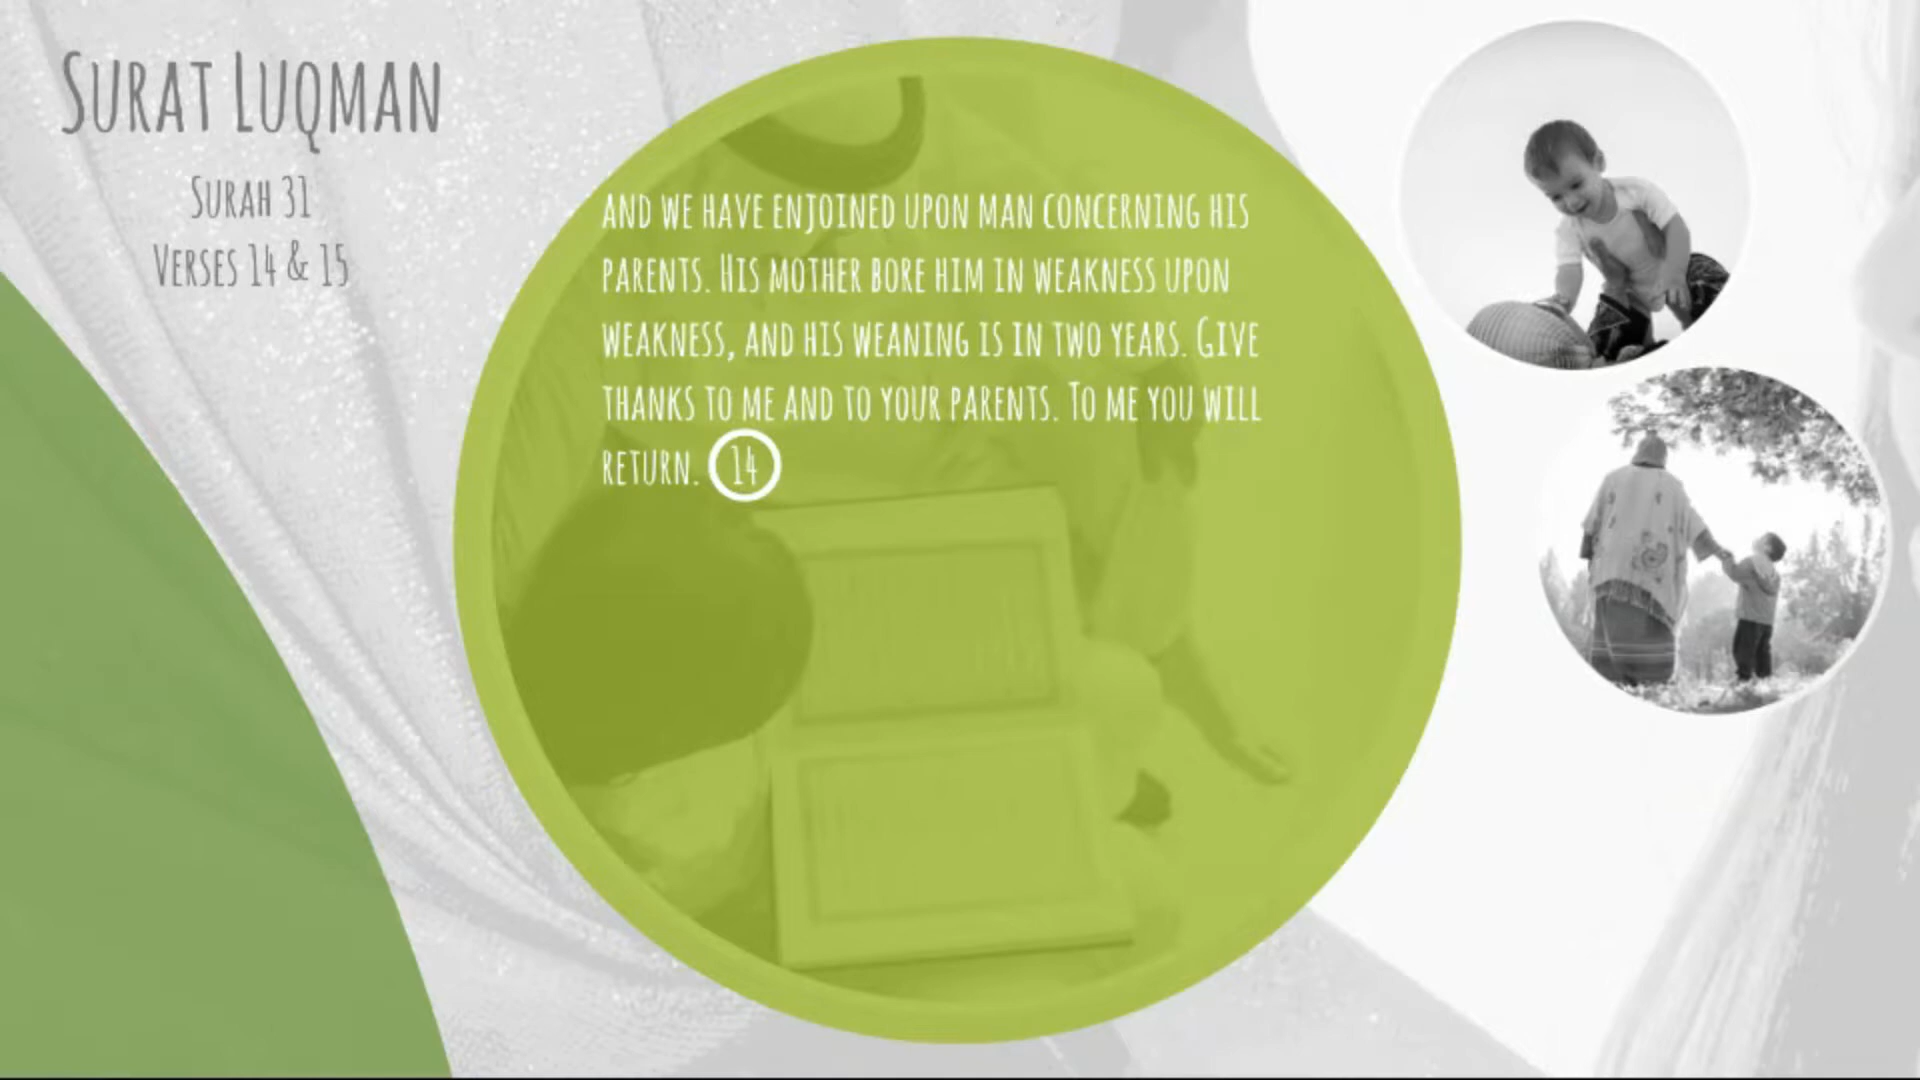 Surat Luqman
Surah 31
Verses 14 & 15
and we have enjoined upon man concerning his
parents. His mother bore him in weakness upon
weakness, and his weaning is in two years. Give
thanks to me and to your parents. To me you will
return. 14